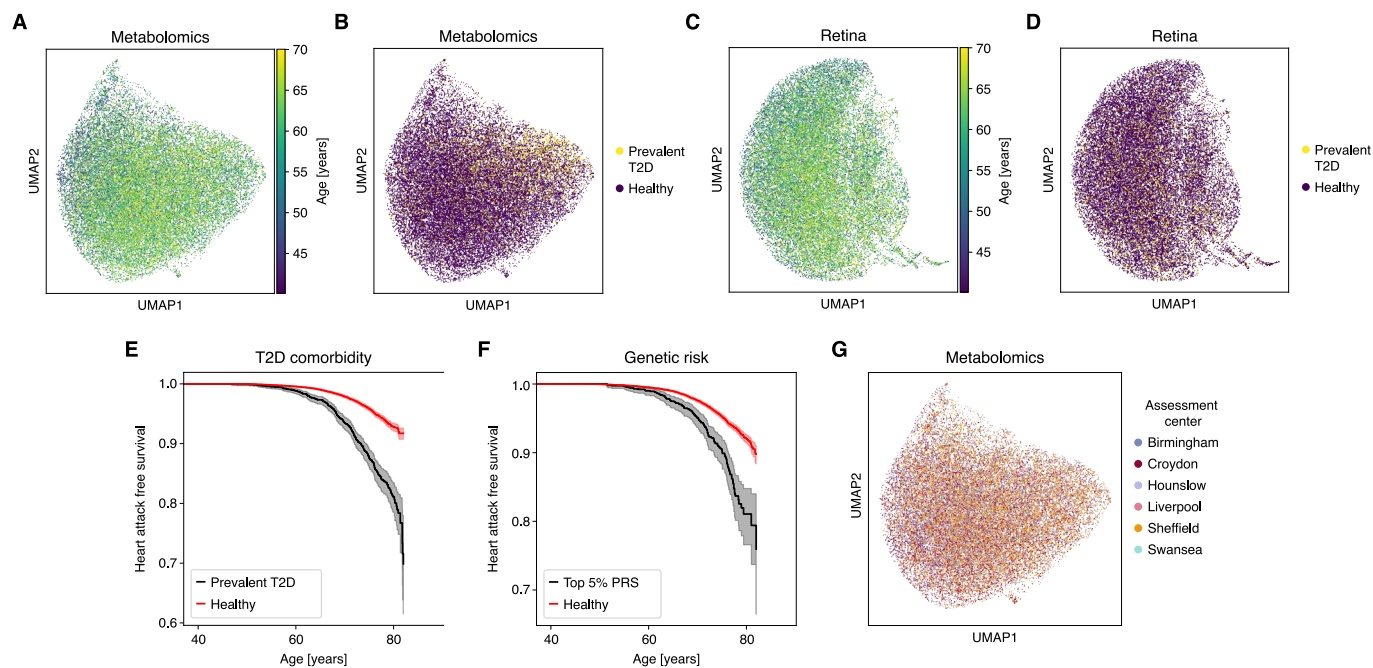 A
Metabolomics
UMAP2
UMAP1
70
65
60
55
50
45
Age [years]
B
Metabolomics
UMAP2
UMAP1
Prevalent
T2D
Healthy
C
Retina
UMAP2
UMAP1
70
65
60
55
50
45
Age [years]
D
Retina
UMAP2
UMAP1
Prevalent
T2D
Healthy
E
T2D comorbidity
Heart attack free survival
1.0
0.9
0.8
0.7
0.6
Prevalent T2D
Healthy
40
60
80
Age [years]
F
Genetic risk
Heart attack free survival
1.0
0.9
0.8
0.7
Top 5% PRS
Healthy
40
60
80
Age [years]
G
Metabolomics
UMAP2
UMAP1
Assessment
center
Birmingham
Croydon
Hounslow
Liverpool
Sheffield
Swansea